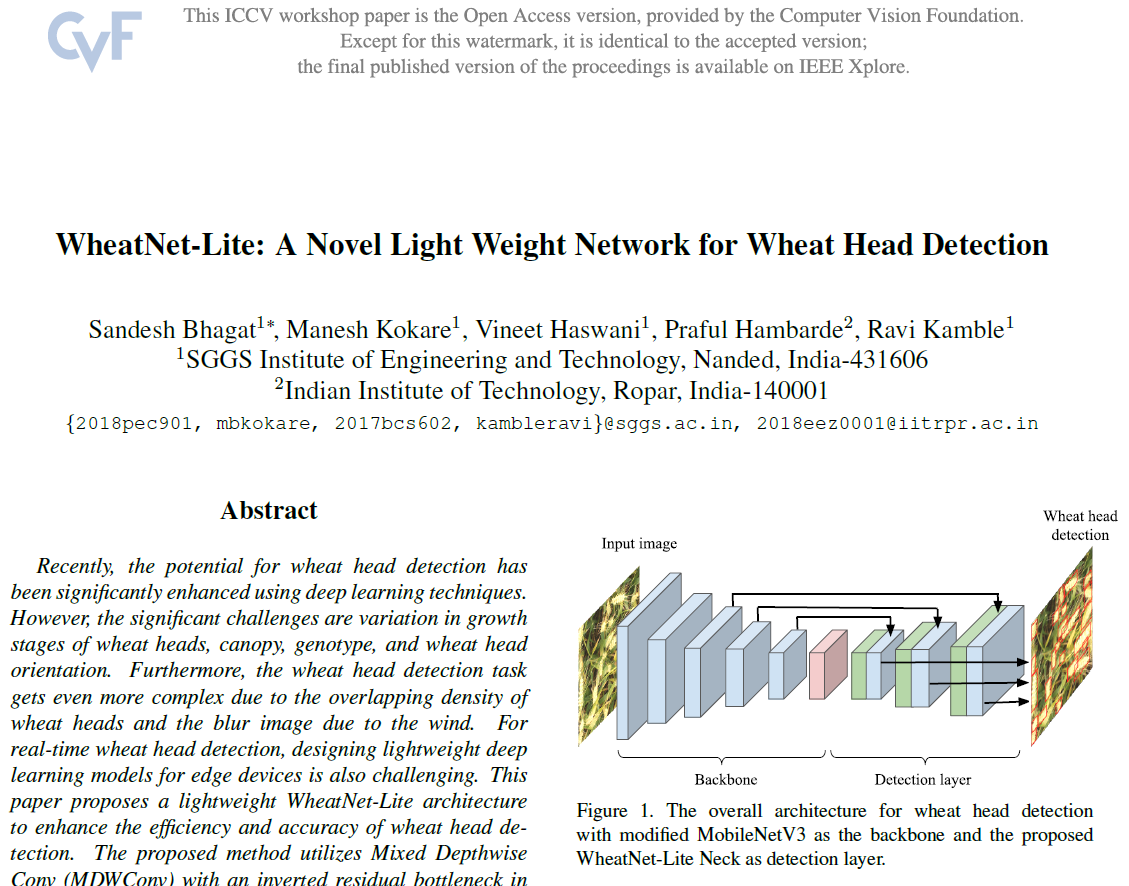 CVF
This ICCV workshop paper is the Open Access version, provided by the Computer Vision Foundation.
Except for this watermark, it is identical to the accepted version;
the final published version of the proceedings is available on IEEE Xplore.
WheatNet-Lite: A Novel Light Weight Network for Wheat Head Detection
Sandesh Bhagat1*, Manesh Kokare1, Vineet Haswani1, Praful Hambarde2, Ravi Kamble1
1SGGS Institute of Engineering and Technology, Nanded, India-431606
2Indian Institute of Technology, Ropar, India-140001
{2018pec901, mbkokare, 2017bcs602, kambleravi}@sggs.ac.in, 2018eez0001@iitrpr.ac.in
Abstract
Recently, the potential for wheat head detection has
been significantly enhanced using deep learning techniques.
However, the significant challenges are variation in growth
stages of wheat heads, canopy, genotype, and wheat head
orientation. Furthermore, the wheat head detection task
gets even more complex due to the overlapping density of
wheat heads and the blur image due to the wind. For
real-time wheat head detection, designing lightweight deep
learning models for edge devices is also challenging. This
paper proposes a lightweight WheatNet-Lite architecture
to enhance the efficiency and accuracy of wheat head de-
tection. The proposed method utilizes Mixed Depthwise
Conv (MDWConv) with an inverted residual bottleneck in
Input image
Wheat head
detection
Backbone
Detection layer
Figure 1. The overall architecture for wheat head detection
with modified MobileNetV3 as the backbone and the proposed
WheatNet-Lite Neck as detection layer.